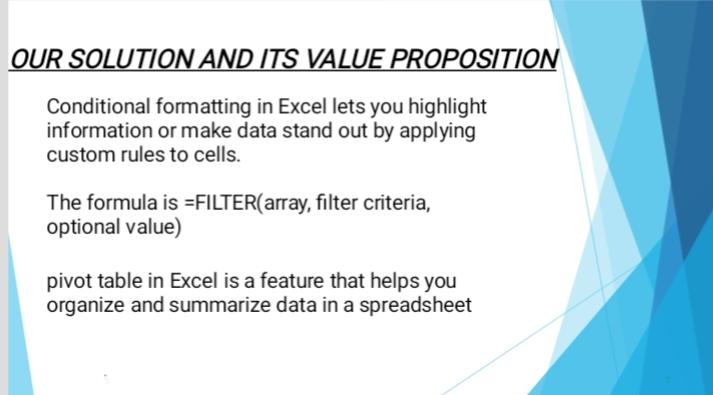 OUR SOLUTION AND ITS VALUE PROPOSITION
Conditional formatting in Excel lets you highlight
information or make data stand out by applying
custom rules to cells.
The formula is =FILTER(array, filter criteria,
optional value)
pivot table in Excel is a feature that helps you
organize and summarize data in a spreadsheet